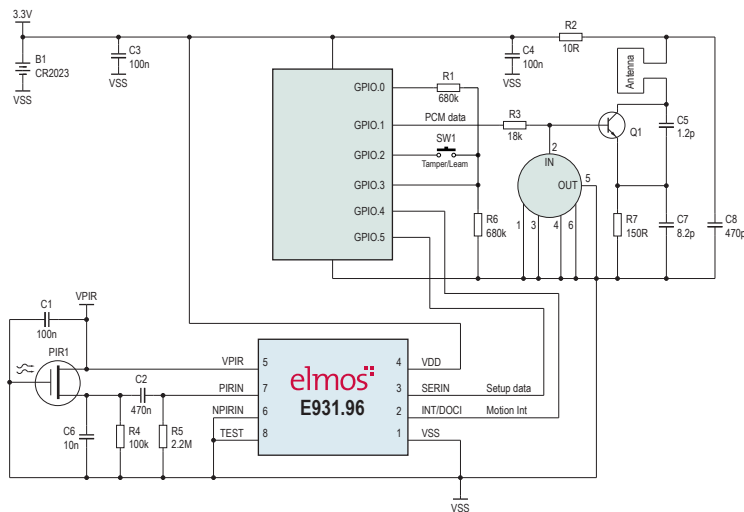 3.3V
B1
CR2023
VSS
C3
100n
VSS
GPIO.0
GPIO.1
GPIO.2
GPIO.3
GPIO.4
GPIO.5
R1
680k
PCM data
SW1
Tamper/Learn
R6
680k
C4
100n
VSS
R2
10R
R3
18k
2
IN
OUT
5
1
3
4
6
Antenna
Q1
C5
1.2p
R7
150R
C7
8.2p
C8
470p
VPIR
C1
100n
PIR1
C6
10n
R4
100k
C2
470n
R5
2.2M
VPIR
PIRIN
NPIRIN
TEST
5
7
6
8
elmos
E931.96
4
3
2
1
VDD
SERIN
INT/DOCI
VSS
Setup data
Motion Int
VSS